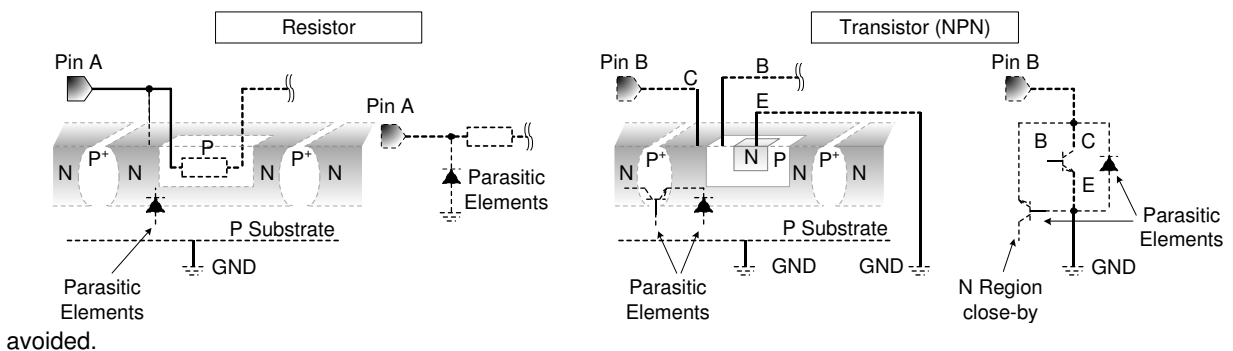 Resistor
Transistor (NPN)
Pin A
Pin A
N
P+
N
P
N
P+
N
Parasitic
Elements
P Substrate
GND
Parasitic
Elements
Pin B
C
B
E
N
P+
N
N
P
N
P+
N
P Substrate
GND
GND
Parasitic
Elements
Pin B
B
C
E
Parasitic
Elements
GND
N Region
close-by
avoided.